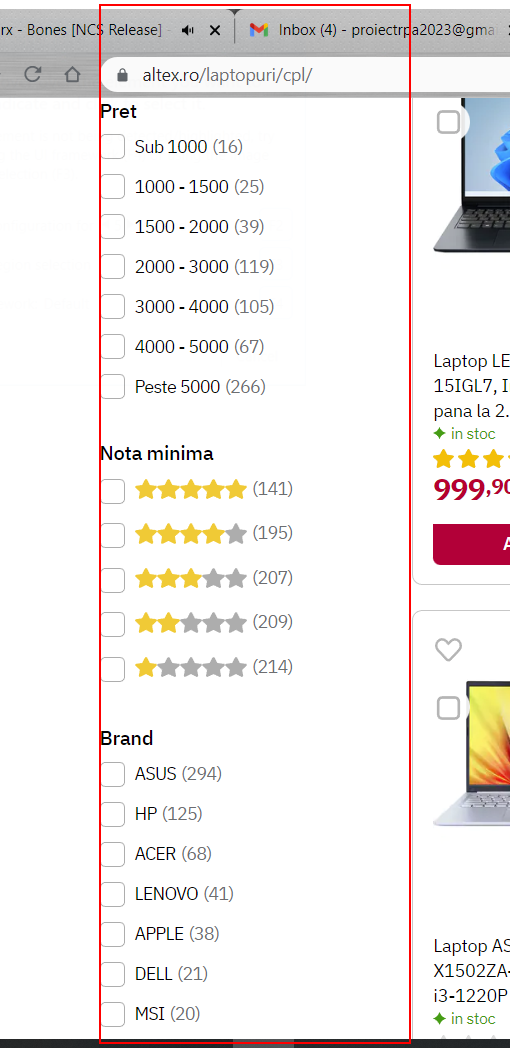 rx - Bones [NCS Release] -
Inbox (4) - proiectrpa2023@gma
altex.ro/laptopuri/cpl/
Pret
Sub 1000 (16)
1000 - 1500 (25)
1500 - 2000 (39)
2000 - 3000 (119)
3000 - 4000 (105)
4000 - 5000 (67)
Peste 5000 (266)
Nota minima
(141)
(195)
(207)
(209)
(214)
Brand
ASUS (294)
HP (125)
ACER (68)
LENOVO (41)
APPLE (38)
DELL (21)
MSI (20)
Laptop LE
15IGL7, I
pana la 2.
in stoc
999,90
A
Laptop AS
X1502ZA-
i3-1220P
in stoc